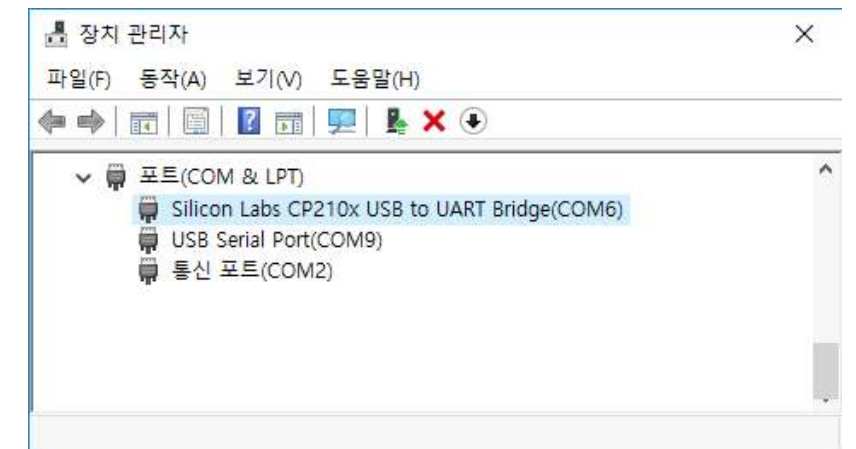 장치 관리자
파일(F) 동작(A) 보기(V) 도움말(H)
포트(COM & LPT)
Silicon Labs CP210x USB to UART Bridge(COM6)
USB Serial Port(COM9)
통신 포트(COM2)